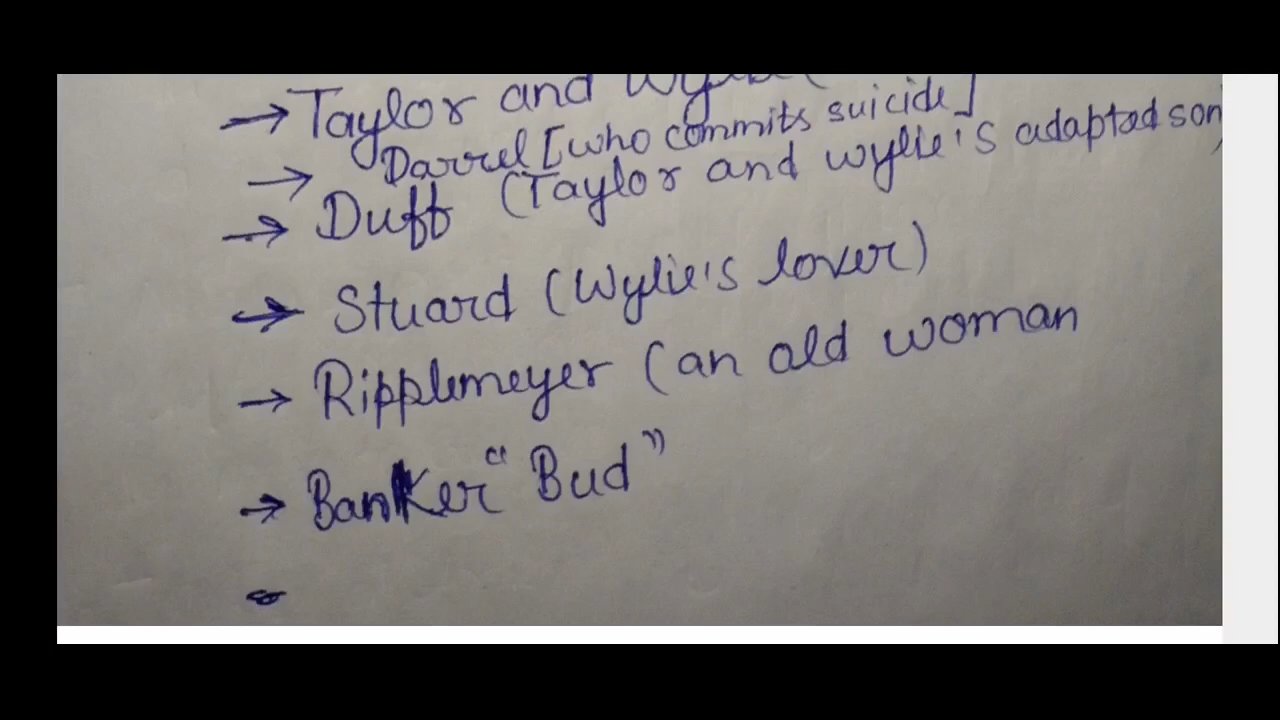 → Taylor and Wylie
→ Darrel [who commits suicide]
→ Duff (Taylor and Wylie's adapted son)
→ Stuard (Wylie's lover)
→ Ripplemeyer (an old woman
→ Banker "Bud"